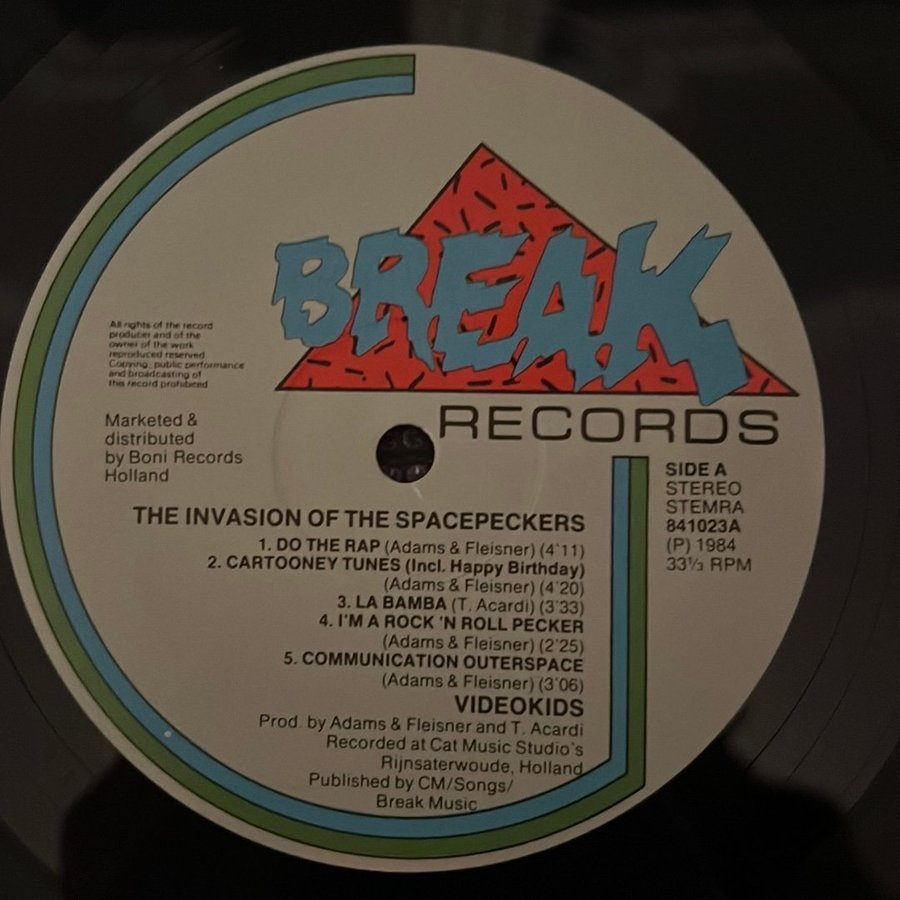 BREAK
RECORDS
All rights of the record
producer and of the
owner of the work
reproduced reserved
Copying, public performance
and broadcasting of
this record prohibited
Marketed &
distributed
by Boni Records
Holland
SIDE A
STEREO
STEMRA
841023A
(P) 1984
33⅓ RPM
THE INVASION OF THE SPACEPECKERS
1. DO THE RAP (Adams & Fleisner) (4'11)
2. CARTOONEY TUNES (Incl. Happy Birthday)
(Adams & Fleisner) (4'20)
3. LA BAMBA (T. Acardi) (3'33)
4. I'M A ROCK 'N ROLL PECKER
(Adams & Fleisner) (2'25)
5. COMMUNICATION OUTERSPACE
(Adams & Fleisner) (3'06)
VIDEOKIDS
Prod. by Adams & Fleisner and T. Acardi
Recorded at Cat Music Studio's
Rijnsaterwoude, Holland
Published by CM/Songs/
Break Music